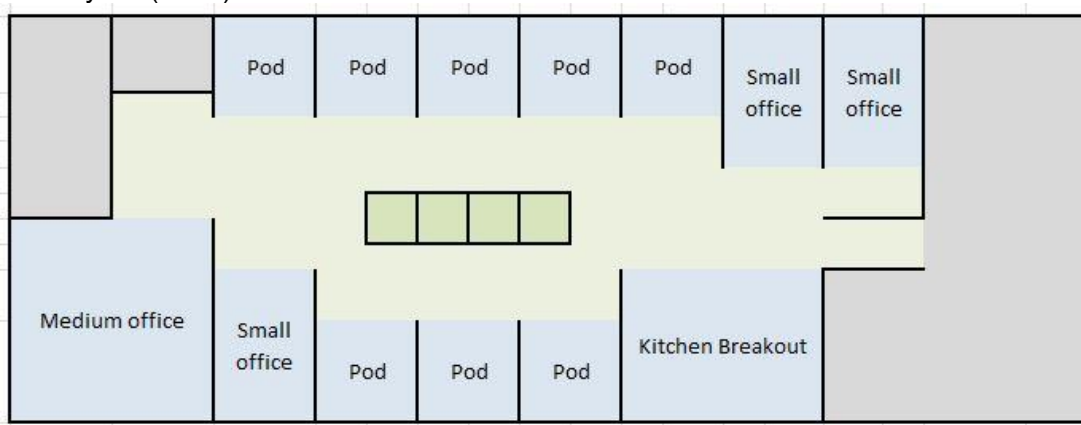 Pod
Pod
Pod
Pod
Pod
Small
office
Small
office
Medium office
Small
office
Pod
Pod
Pod
Kitchen Breakout